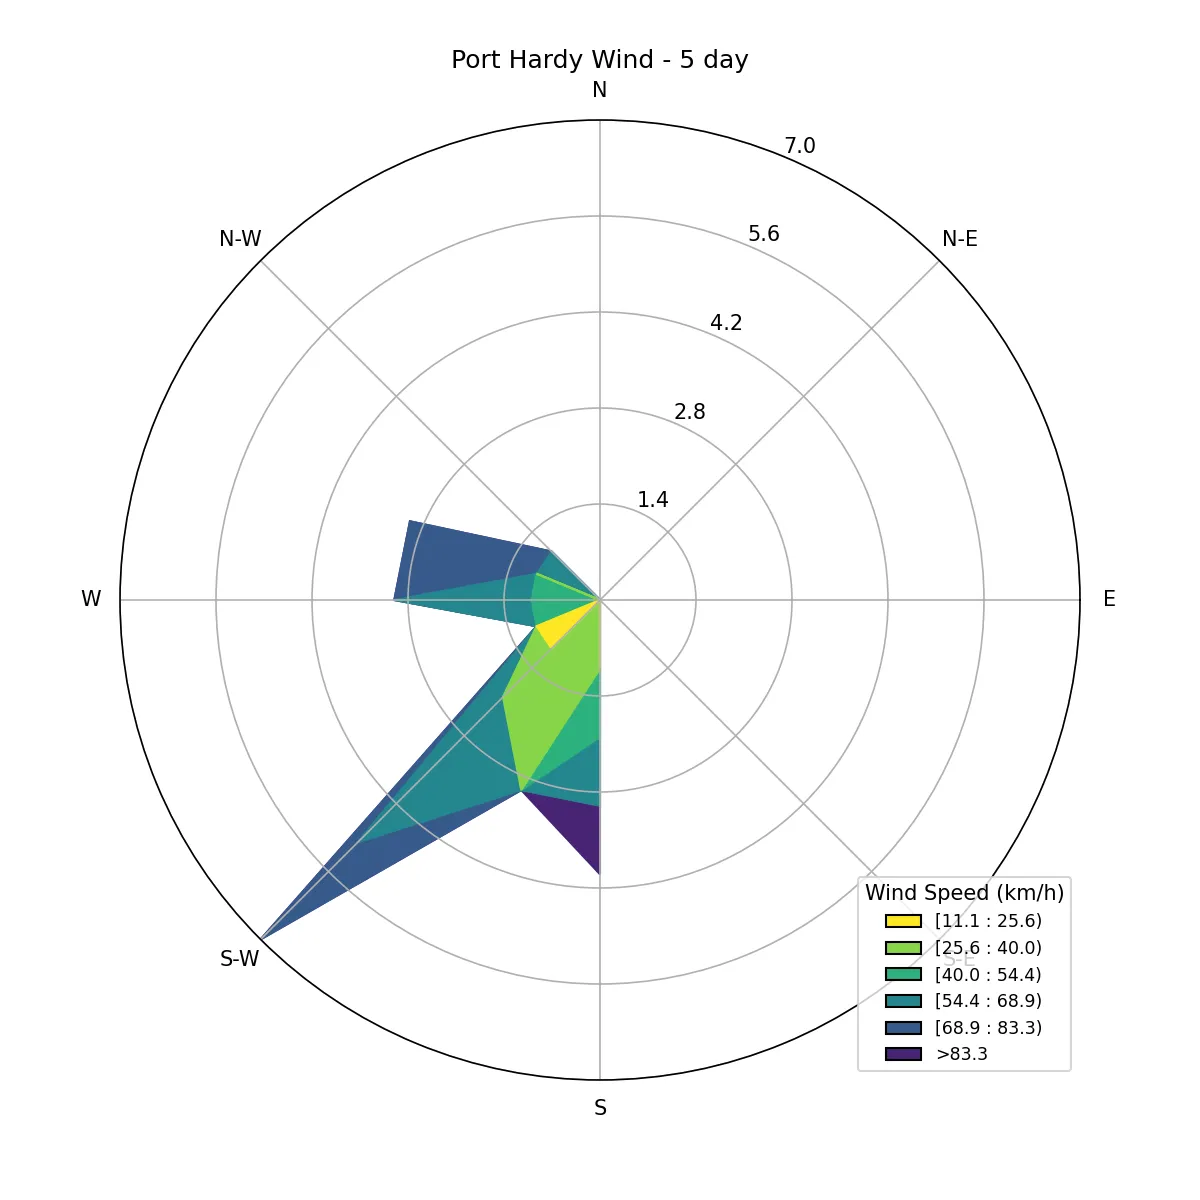 Port Hardy Wind - 5 day
N
7.0
5.6
N-W
N-E
4.2
2.8
1.4
W
E
S-W
S-E
S
Wind Speed (km/h)
[11.1 : 25.6)
[25.6 : 40.0)
[40.0 : 54.4)
[54.4 : 68.9)
[68.9 : 83.3)
>83.3